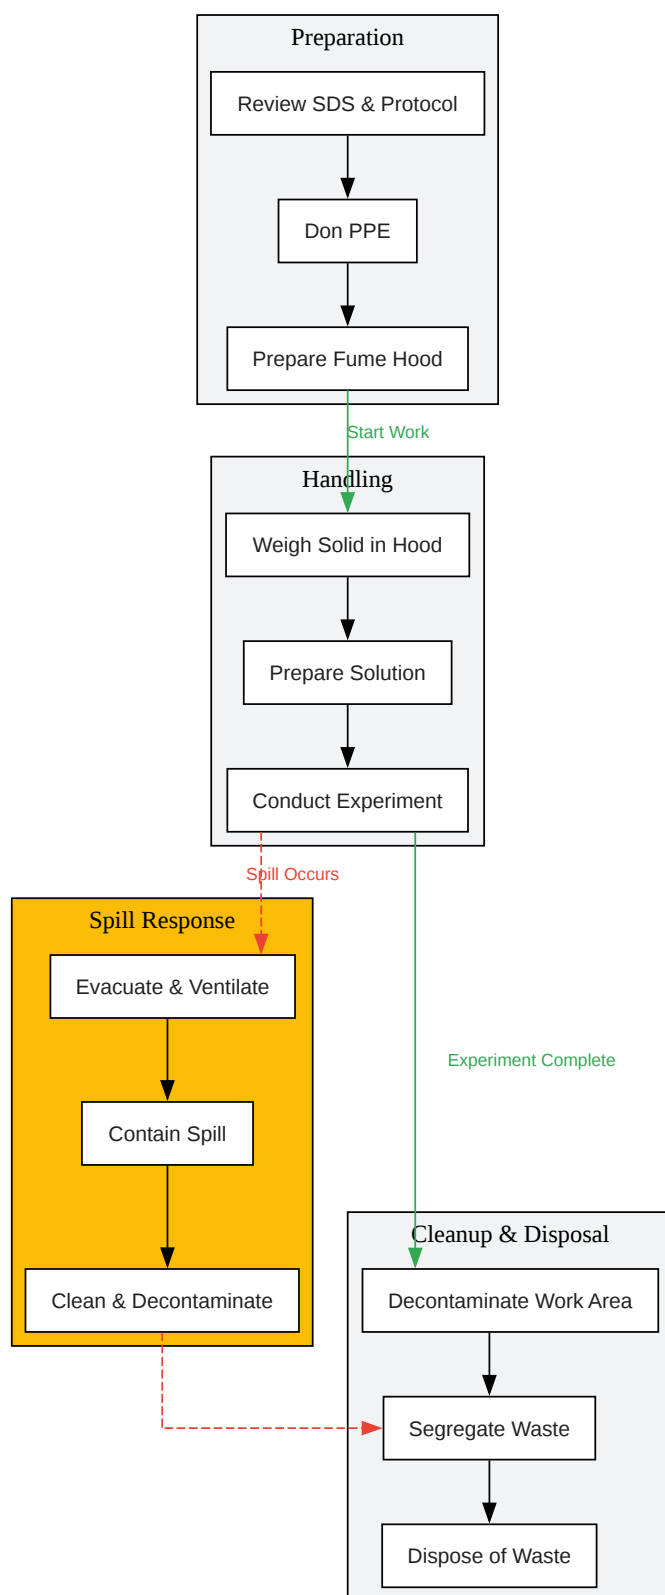 Preparation
Review SDS & Protocol
Don PPE
Prepare Fume Hood
Start Work
Handling
Weigh Solid in Hood
Prepare Solution
Conduct Experiment
Spill Occurs
Spill Response
Evacuate & Ventilate
Experiment Complete
Contain Spill
Cleanup & Disposal
Clean & Decontaminate
Decontaminate Work Area
Segregate Waste
Dispose of Waste